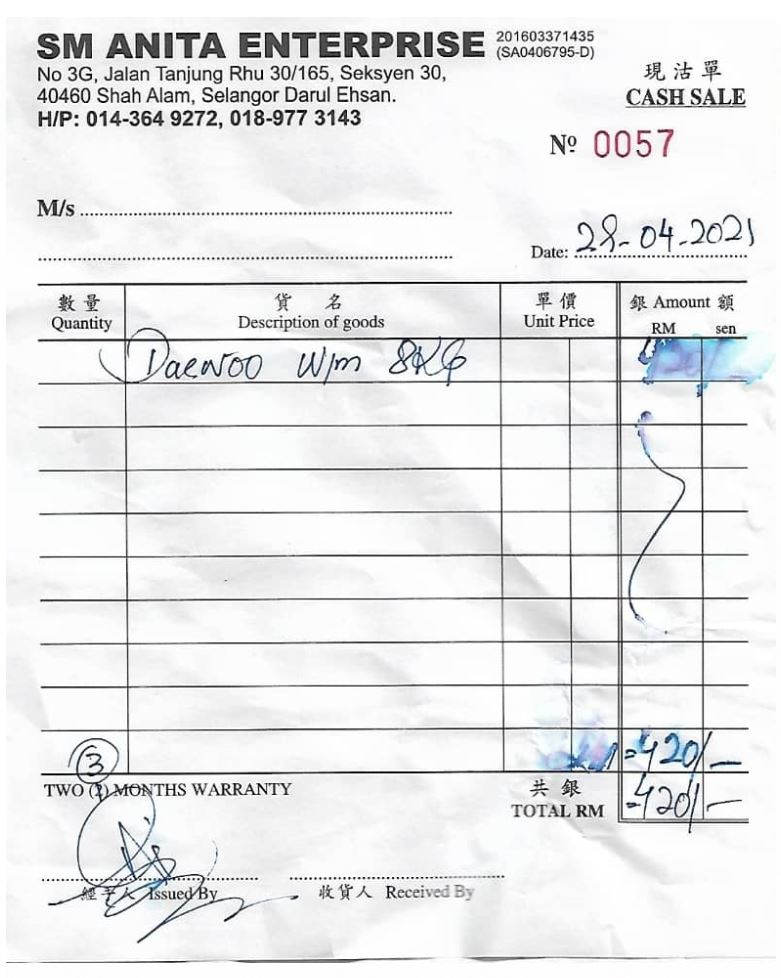 SM ANITA ENTERPRISE 201603371435 (SA0406795-D)
No 3G, Jalan Tanjung Rhu 30/165, Seksyen 30,
40460 Shah Alam, Selangor Darul Ehsan.
H/P: 014-364 9272, 018-977 3143
現沽單
CASH SALE
Nº 0057
M/s
Date: 28-04-2021
數量 貨名 單價 銀 Amount 額
Quantity Description of goods Unit Price RM sen
Daewoo W/m 8KG
=420/—
3
TWO (2) MONTHS WARRANTY
共銀
TOTAL RM =420/—
經手人 Issued By 收貨人 Received By